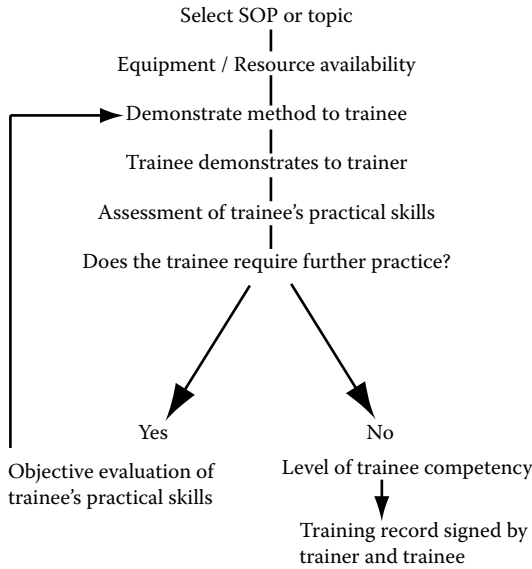 Select SOP or topic
Equipment / Resource availability
Demonstrate method to trainee
Trainee demonstrates to trainer
Assessment of trainee's practical skills
Does the trainee require further practice?
Yes
No
Objective evaluation of
trainee's practical skills
Level of trainee competency
Training record signed by
trainer and trainee